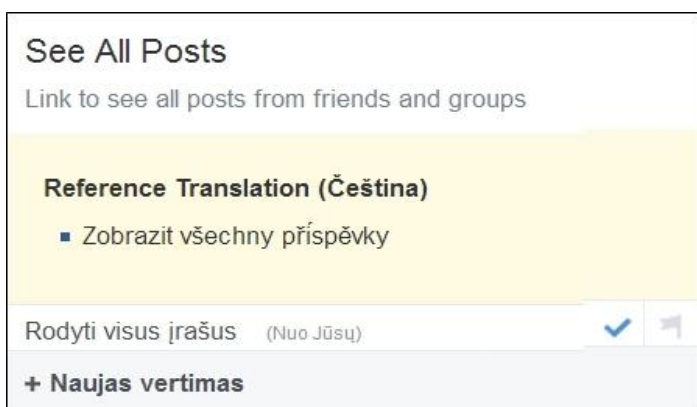 See All Posts
Link to see all posts from friends and groups
Reference Translation (Čeština)
Zobrazit všechny příspěvky
Rodyti visus įrašus (Nuo Jūsų)
+ Naujas vertimas